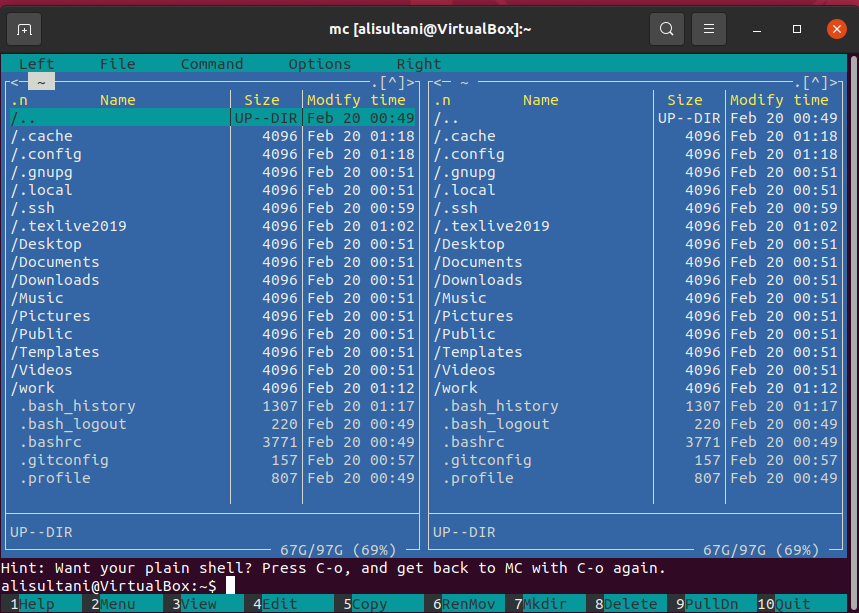 mc [alisultani@VirtualBox]:~
Left File Command Options Right
<─ ~ ─.[^]> <─ ~ ─.[^]>
.n Name Size Modify time .n Name Size Modify time
/.. UP--DIR Feb 20 00:49 /.. UP--DIR Feb 20 00:49
/.cache 4096 Feb 20 01:18 /.cache 4096 Feb 20 01:18
/.config 4096 Feb 20 01:18 /.config 4096 Feb 20 01:18
/.gnupg 4096 Feb 20 00:51 /.gnupg 4096 Feb 20 00:51
/.local 4096 Feb 20 00:51 /.local 4096 Feb 20 00:51
/.ssh 4096 Feb 20 00:59 /.ssh 4096 Feb 20 00:59
/.texlive2019 4096 Feb 20 01:02 /.texlive2019 4096 Feb 20 01:02
/Desktop 4096 Feb 20 00:51 /Desktop 4096 Feb 20 00:51
/Documents 4096 Feb 20 00:51 /Documents 4096 Feb 20 00:51
/Downloads 4096 Feb 20 00:51 /Downloads 4096 Feb 20 00:51
/Music 4096 Feb 20 00:51 /Music 4096 Feb 20 00:51
/Pictures 4096 Feb 20 00:51 /Pictures 4096 Feb 20 00:51
/Public 4096 Feb 20 00:51 /Public 4096 Feb 20 00:51
/Templates 4096 Feb 20 00:51 /Templates 4096 Feb 20 00:51
/Videos 4096 Feb 20 00:51 /Videos 4096 Feb 20 00:51
/work 4096 Feb 20 01:12 /work 4096 Feb 20 01:12
.bash_history 1307 Feb 20 01:17 .bash_history 1307 Feb 20 01:17
.bash_logout 220 Feb 20 00:49 .bash_logout 220 Feb 20 00:49
.bashrc 3771 Feb 20 00:49 .bashrc 3771 Feb 20 00:49
.gitconfig 157 Feb 20 00:57 .gitconfig 157 Feb 20 00:57
.profile 807 Feb 20 00:49 .profile 807 Feb 20 00:49
UP--DIR UP--DIR
67G/97G (69%) 67G/97G (69%)
Hint: Want your plain shell? Press C-o, and get back to MC with C-o again.
alisultani@VirtualBox:~$
1Help 2Menu 3View 4Edit 5Copy 6RenMov 7Mkdir 8Delete 9PullDn 10Quit